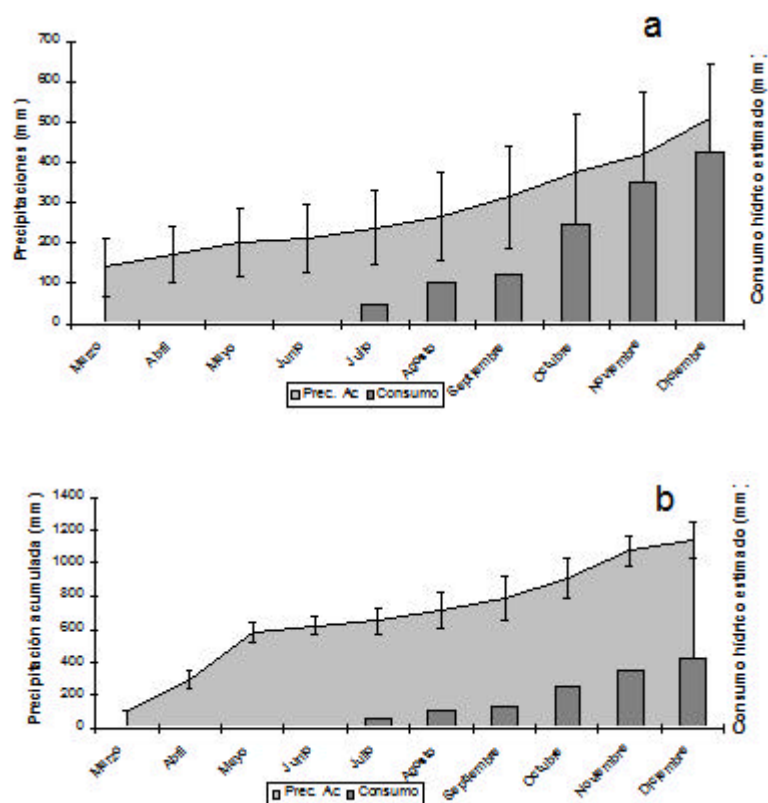 a
Precipitaciones (mm)
700
600
500
400
300
200
100
0
Consumo hídrico estimado (mm)
Marzo
Abril
Mayo
Junio
Julio
Agosto
Septiembre
Octubre
Noviembre
Diciembre
Prec. Ac Consumo
b
Precipitación acumulada (mm)
1400
1200
1000
800
600
400
200
0
Consumo hídrico estimado (mm)
Marzo
Abril
Mayo
Junio
Julio
Agosto
Septiembre
Octubre
Noviembre
Diciembre
Prec. Ac Consumo